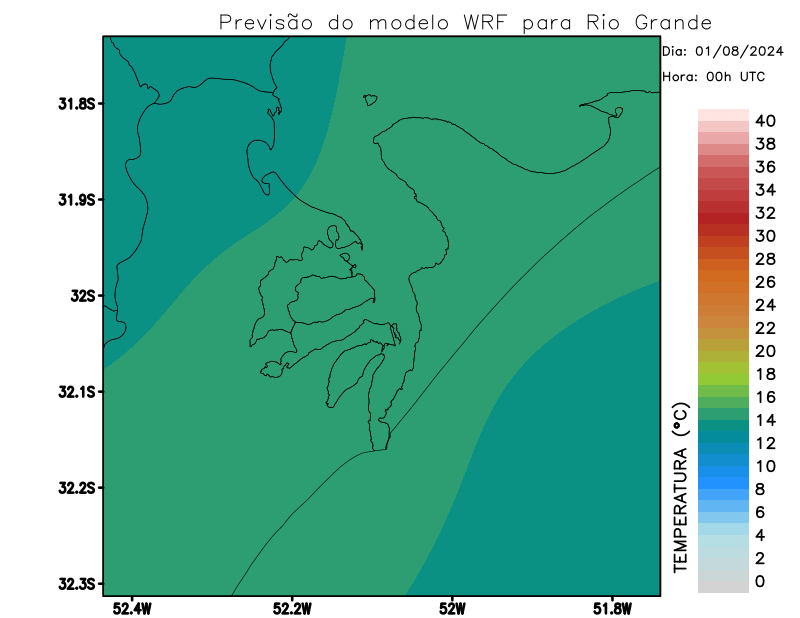 Previsão do modelo WRF para Rio Grande
Dia: 01/08/2024
Hora: 00h UTC
31.8S
31.9S
32S
32.1S
32.2S
32.3S
52.4W
52.2W
52W
51.8W
TEMPERATURA (°C)
40
38
36
34
32
30
28
26
24
22
20
18
16
14
12
10
8
6
4
2
0